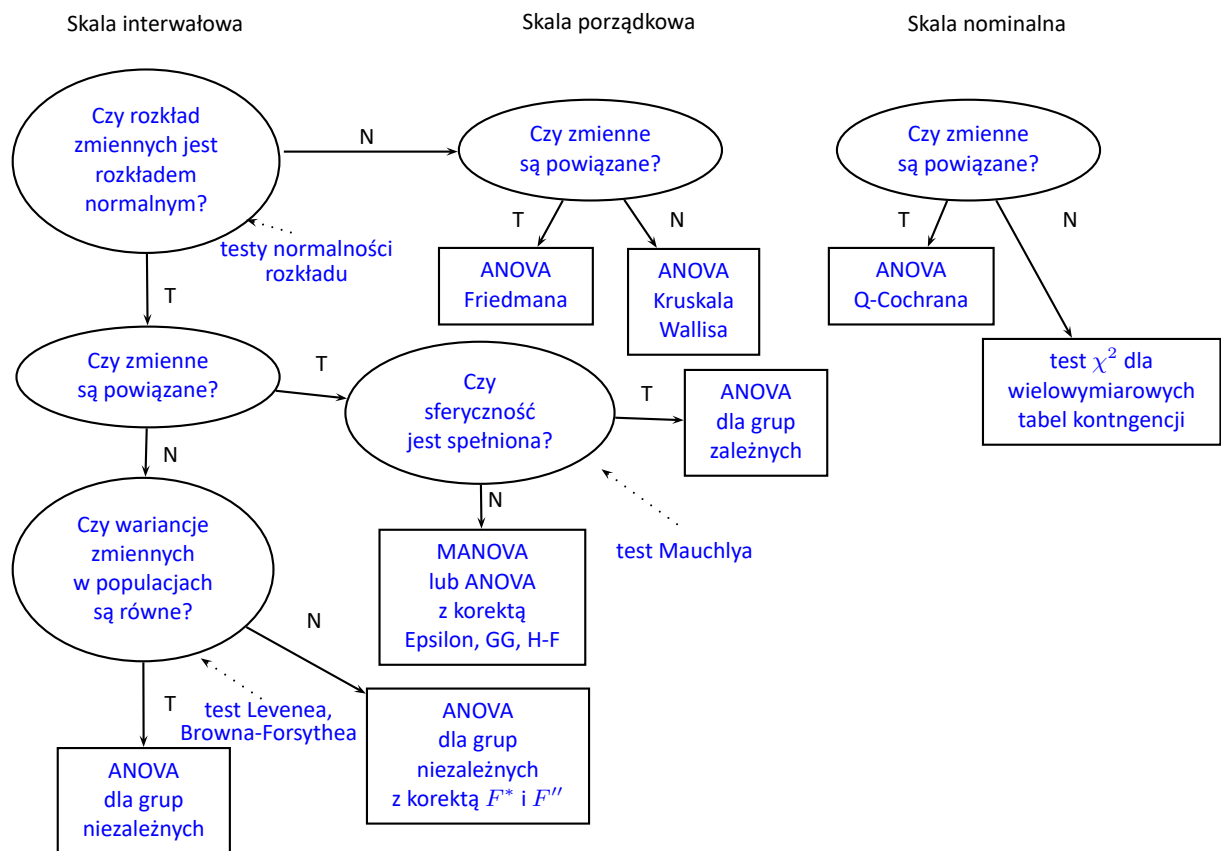 Skala interwałowa
Skala porządkowa
Skala nominalna
Czy rozkład
zmiennych jest
rozkładem
normalnym?
N
Czy zmienne
są powiązane?
Czy zmienne
są powiązane?
testy normalności
rozkładu
T
N
T
N
ANOVA
Friedmana
ANOVA
Kruskala
Wallisa
ANOVA
Q-Cochrana
T
Czy zmienne
są powiązane?
T
Czy
sferyczność
jest spełniona?
T
ANOVA
dla grup
zależnych
test χ² dla
wielowymiarowych
tabel kontngencji
N
Czy wariancje
zmiennych
w populacjach
są równe?
N
test Mauchlya
MANOVA
lub ANOVA
z korektą
Epsilon, GG, H-F
N
T
test Levenea,
Browna-Forsythea
ANOVA
dla grup
niezależnych
z korektą F* i F′′
ANOVA
dla grup
niezależnych